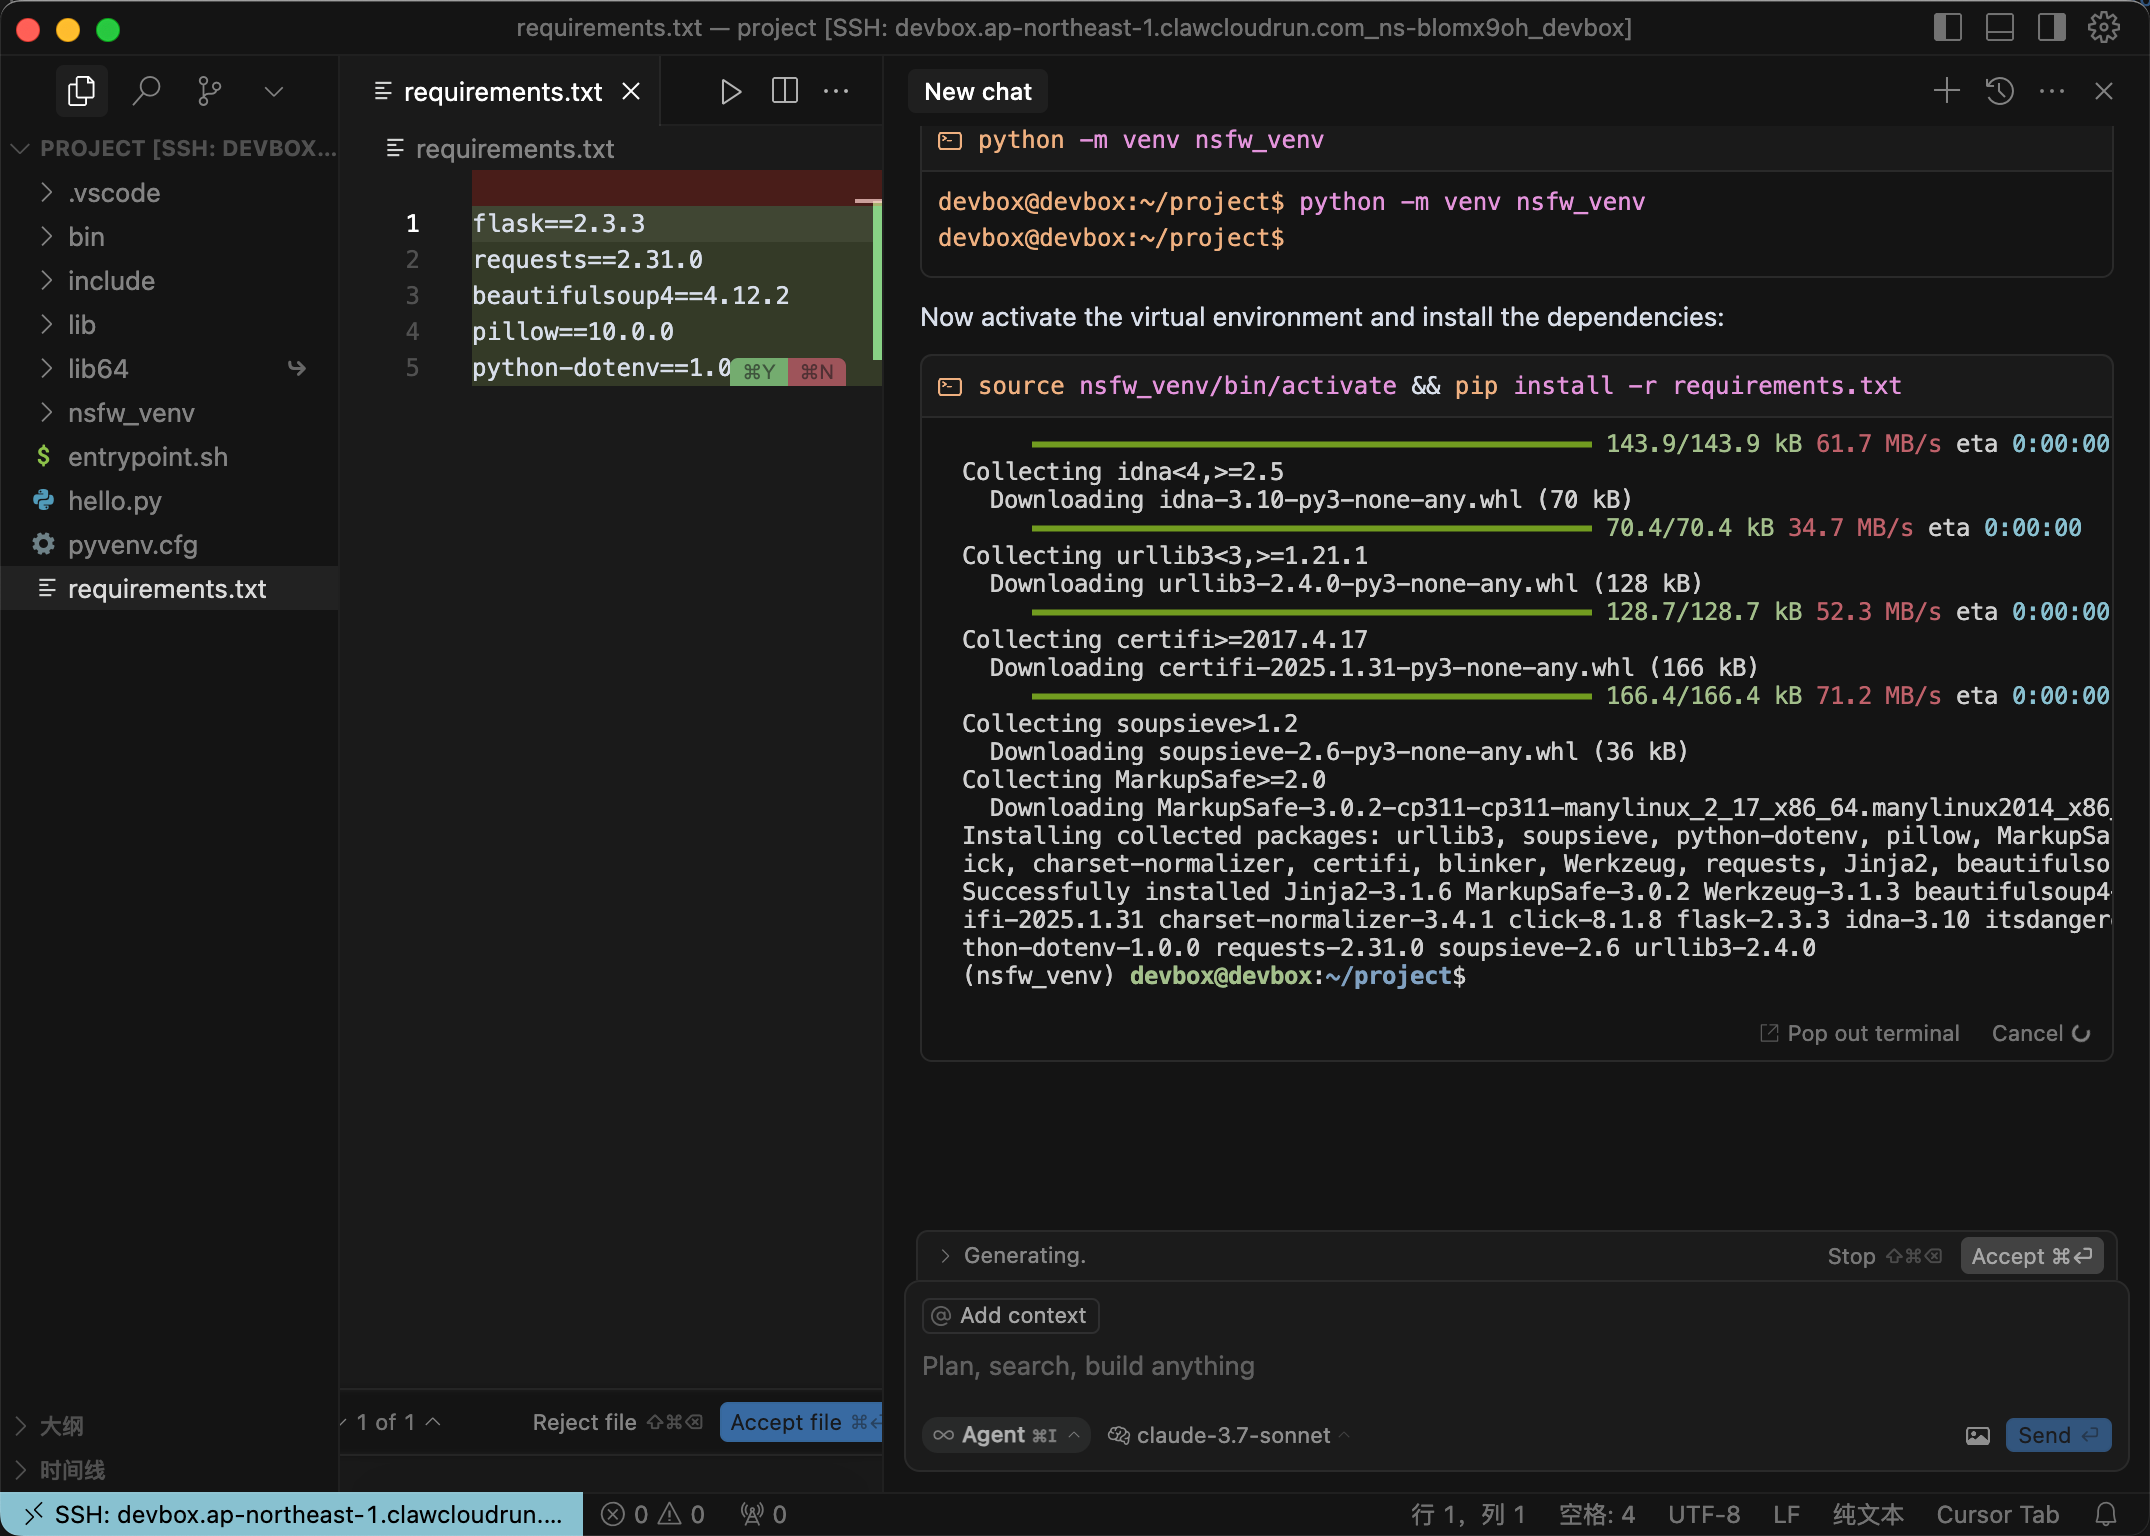 requirements.txt — project [SSH: devbox.ap-northeast-1.clawcloudrun.com_ns-blomx9oh_devbox]
PROJECT [SSH: DEVBOX...
.vscode
bin
include
lib
lib64
nsfw_venv
$ entrypoint.sh
hello.py
pyvenv.cfg
requirements.txt
大纲
时间线
requirements.txt
requirements.txt
1 flask==2.3.3
2 requests==2.31.0
3 beautifulsoup4==4.12.2
4 pillow==10.0.0
5 python-dotenv==1.0
⌘Y ⌘N
1 of 1 Reject file ⇧⌘⌫ Accept file ⌘
New chat
python -m venv nsfw_venv
devbox@devbox:~/project$ python -m venv nsfw_venv
devbox@devbox:~/project$
Now activate the virtual environment and install the dependencies:
source nsfw_venv/bin/activate && pip install -r requirements.txt
143.9/143.9 kB 61.7 MB/s eta 0:00:00
Collecting idna<4,>=2.5
Downloading idna-3.10-py3-none-any.whl (70 kB)
70.4/70.4 kB 34.7 MB/s eta 0:00:00
Collecting urllib3<3,>=1.21.1
Downloading urllib3-2.4.0-py3-none-any.whl (128 kB)
128.7/128.7 kB 52.3 MB/s eta 0:00:00
Collecting certifi>=2017.4.17
Downloading certifi-2025.1.31-py3-none-any.whl (166 kB)
166.4/166.4 kB 71.2 MB/s eta 0:00:00
Collecting soupsieve>1.2
Downloading soupsieve-2.6-py3-none-any.whl (36 kB)
Collecting MarkupSafe>=2.0
Downloading MarkupSafe-3.0.2-cp311-cp311-manylinux_2_17_x86_64.manylinux2014_x86_
Installing collected packages: urllib3, soupsieve, python-dotenv, pillow, MarkupSa
ick, charset-normalizer, certifi, blinker, Werkzeug, requests, Jinja2, beautifulso
Successfully installed Jinja2-3.1.6 MarkupSafe-3.0.2 Werkzeug-3.1.3 beautifulsoup4
ifi-2025.1.31 charset-normalizer-3.4.1 click-8.1.8 flask-2.3.3 idna-3.10 itsdanger
thon-dotenv-1.0.0 requests-2.31.0 soupsieve-2.6 urllib3-2.4.0
(nsfw_venv) devbox@devbox:~/project$
Pop out terminal Cancel
Generating. Stop ⇧⌘⌫ Accept ⌘⏎
@ Add context
Plan, search, build anything
∞ Agent ⌘I claude-3.7-sonnet Send ⏎
SSH: devbox.ap-northeast-1.clawcloudrun.... 0 0 0 行 1，列 1 空格: 4 UTF-8 LF 纯文本 Cursor Tab